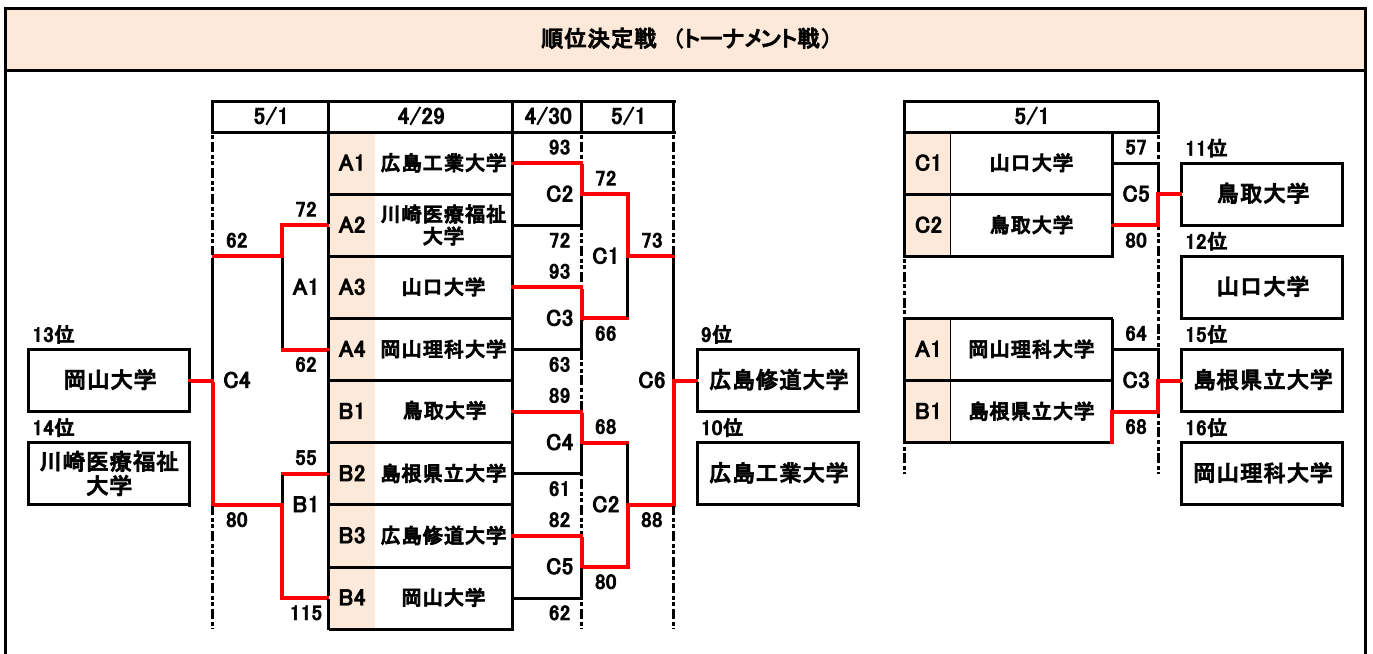 順位決定戦 (トーナメント戦)
5/1 4/29 4/30 5/1
5/1
A1 広島工業大学
A2 川崎医療福祉
大学
A3 山口大学
A4 岡山理科大学
B1 鳥取大学
B2 島根県立大学
B3 広島修道大学
B4 岡山大学
72
62
A1
62
13位
岡山大学
C4
14位
川崎医療福祉
大学
55
B1
80
115
93
C2
72
72
93
C1
73
C3
66
63
89
C6
68
C4
61
82
C2
88
C5
80
62
9位
広島修道大学
10位
広島工業大学
C1 山口大学
57
C5
C2 鳥取大学
80
11位
鳥取大学
12位
山口大学
A1 岡山理科大学
64
C3
B1 島根県立大学
68
15位
島根県立大学
16位
岡山理科大学